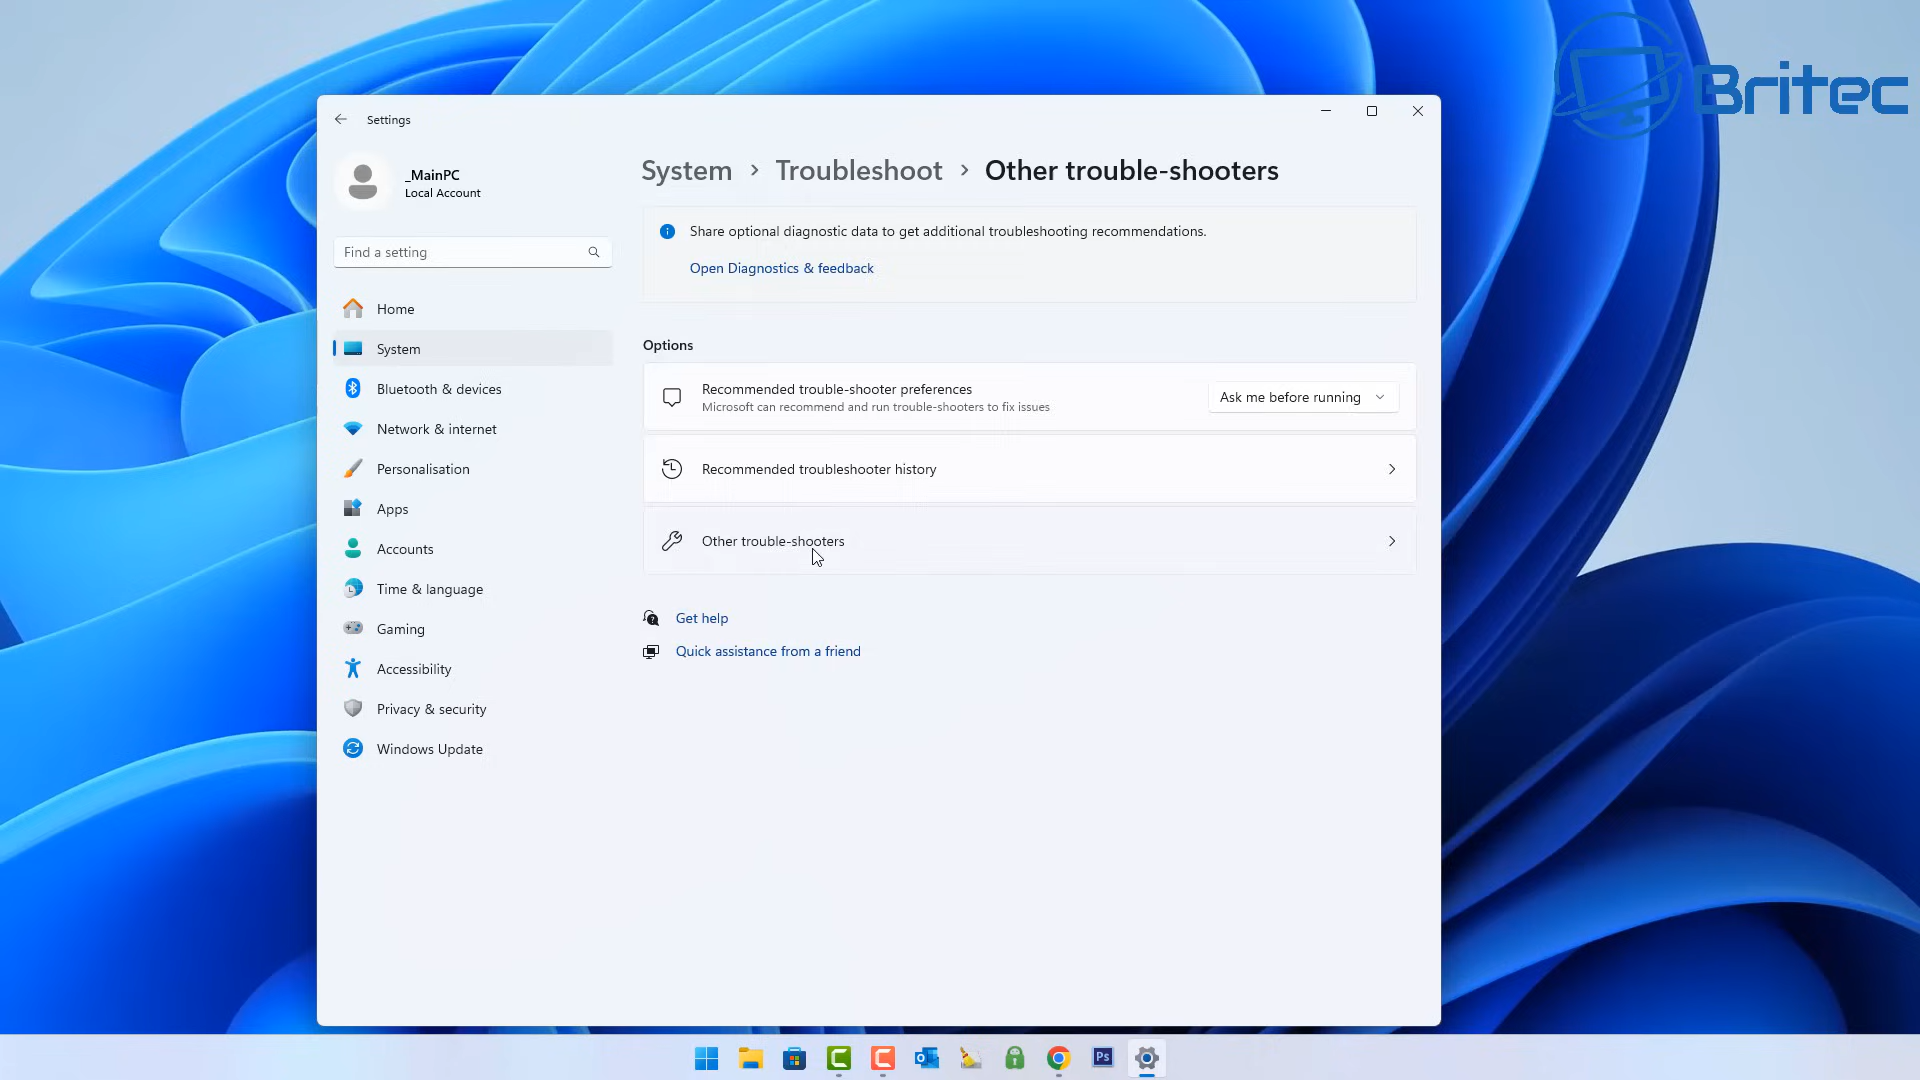 Britec
Settings
_MainPC
Local Account
Find a setting
Home
System
Bluetooth & devices
Network & internet
Personalisation
Apps
Accounts
Time & language
Gaming
Accessibility
Privacy & security
Windows Update
System > Troubleshoot > Other trouble-shooters
Share optional diagnostic data to get additional troubleshooting recommendations.
Open Diagnostics & feedback
Options
Recommended trouble-shooter preferences
Microsoft can recommend and run trouble-shooters to fix issues
Ask me before running
Recommended troubleshooter history
Other trouble-shooters
Get help
Quick assistance from a friend
Ps